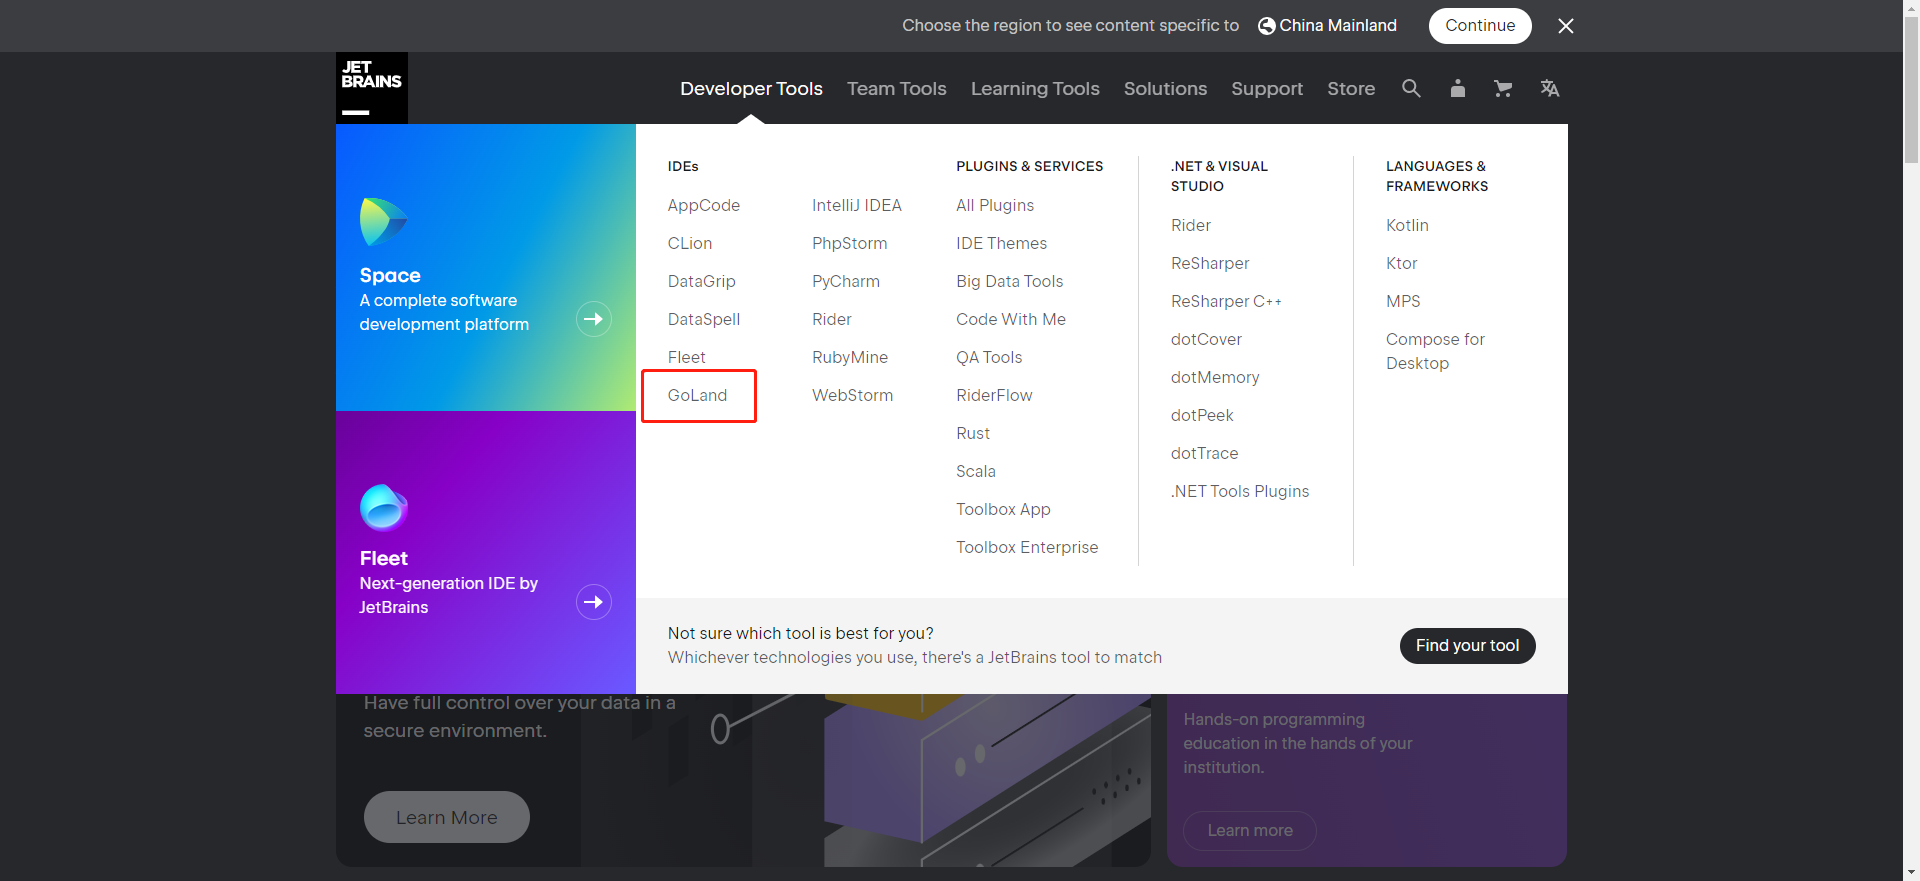 Choose the region to see content specific to China Mainland Continue
JET
BRAINS
Developer Tools Team Tools Learning Tools Solutions Support Store
Space
A complete software
development platform
Fleet
Next-generation IDE by
JetBrains
IDEs
AppCode
CLion
DataGrip
DataSpell
Fleet
GoLand
IntelliJ IDEA
PhpStorm
PyCharm
Rider
RubyMine
WebStorm
PLUGINS & SERVICES
All Plugins
IDE Themes
Big Data Tools
Code With Me
QA Tools
RiderFlow
Rust
Scala
Toolbox App
Toolbox Enterprise
.NET & VISUAL
STUDIO
Rider
ReSharper
ReSharper C++
dotCover
dotMemory
dotPeek
dotTrace
.NET Tools Plugins
LANGUAGES &
FRAMEWORKS
Kotlin
Ktor
MPS
Compose for
Desktop
Not sure which tool is best for you?
Whichever technologies you use, there's a JetBrains tool to match
Find your tool
Have full control over your data in a
secure environment.
Learn More
Hands-on programming
education in the hands of your
institution.
Learn more